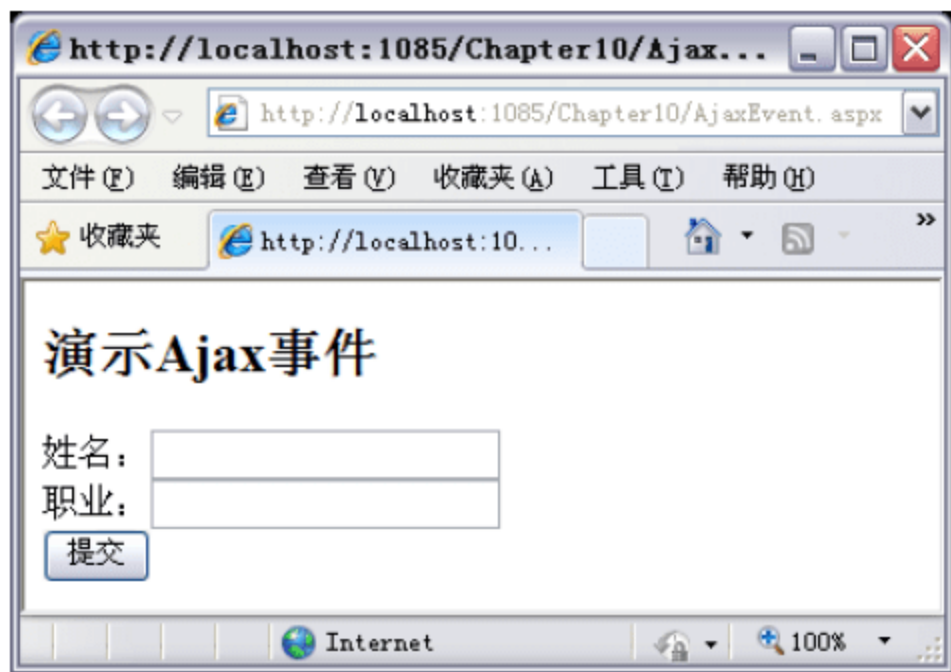 http://localhost:1085/Chapter10/Ajax...
http://localhost:1085/Chapter10/AjaxEvent.aspx
文件(F) 编辑(E) 查看(V) 收藏夹(A) 工具(T) 帮助(H)
收藏夹 http://localhost:10... »
演示Ajax事件
姓名：
职业：
提交
Internet 100%